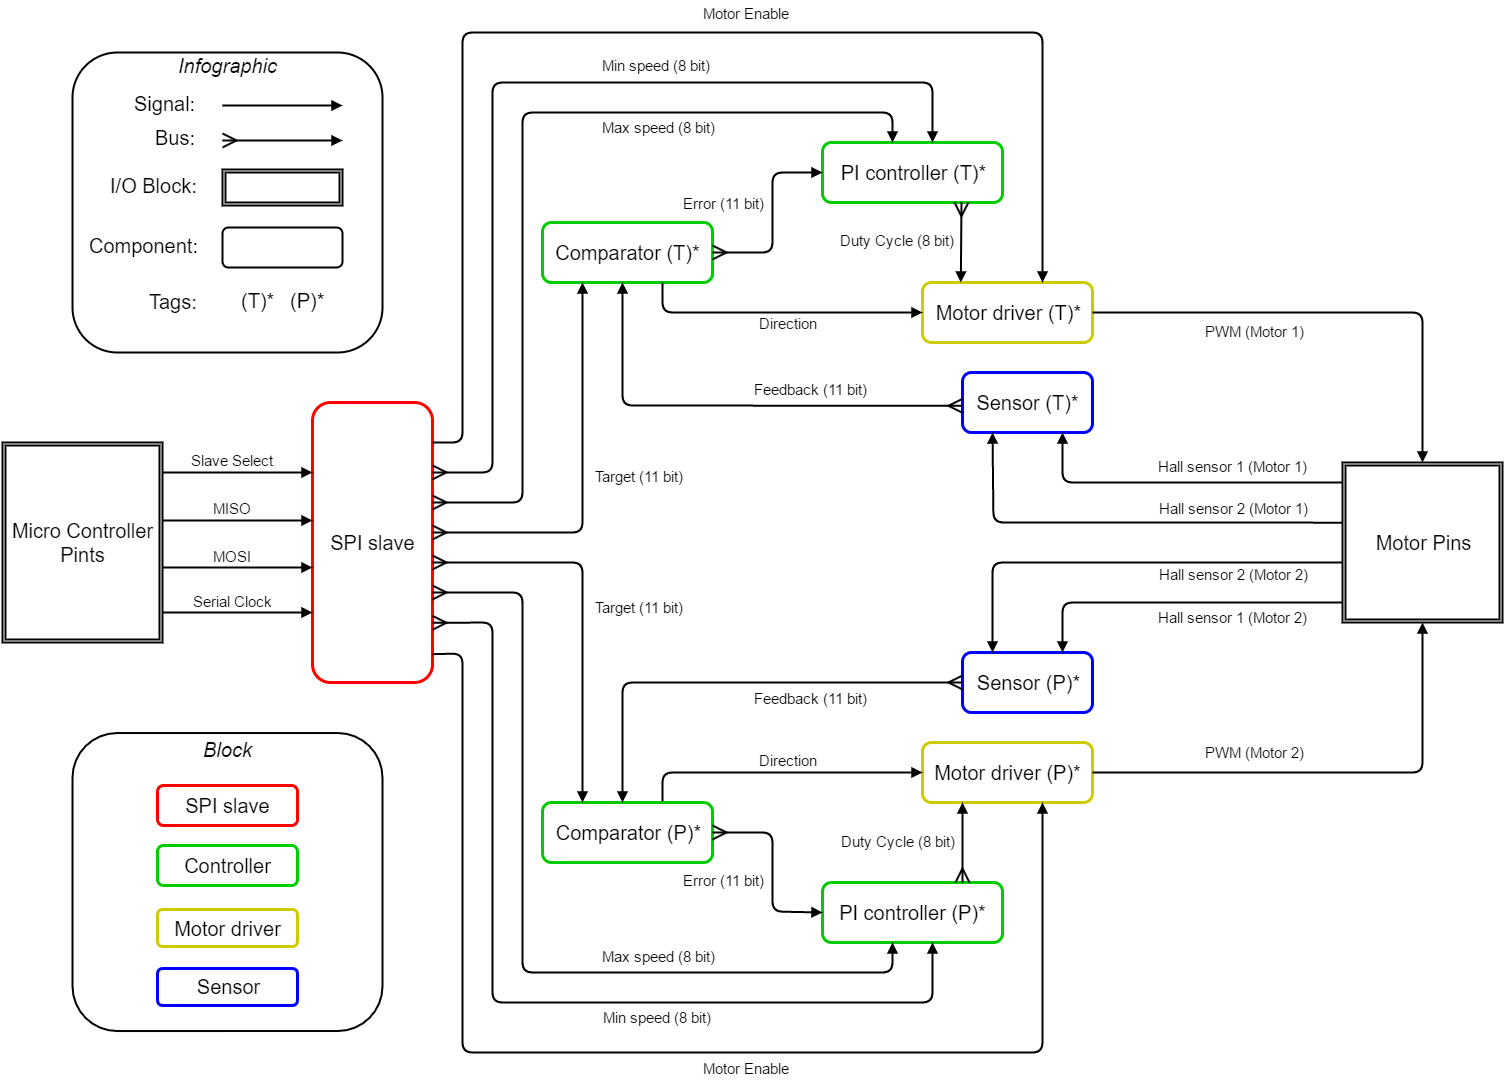 Motor Enable
Infographic
Signal:
Bus:
I/O Block:
Component:
Tags: (T)* (P)*
Min speed (8 bit)
Max speed (8 bit)
PI controller (T)*
Error (11 bit)
Comparator (T)*
Duty Cycle (8 bit)
Motor driver (T)*
Direction
PWM (Motor 1)
Feedback (11 bit)
Sensor (T)*
Hall sensor 1 (Motor 1)
Hall sensor 2 (Motor 1)
Target (11 bit)
Slave Select
MISO
MOSI
Serial Clock
Micro Controller
Pints
SPI slave
Motor Pins
Hall sensor 2 (Motor 2)
Hall sensor 1 (Motor 2)
Target (11 bit)
Sensor (P)*
Feedback (11 bit)
Direction
Motor driver (P)*
PWM (Motor 2)
Comparator (P)*
Duty Cycle (8 bit)
Error (11 bit)
PI controller (P)*
Max speed (8 bit)
Min speed (8 bit)
Motor Enable
Block
SPI slave
Controller
Motor driver
Sensor